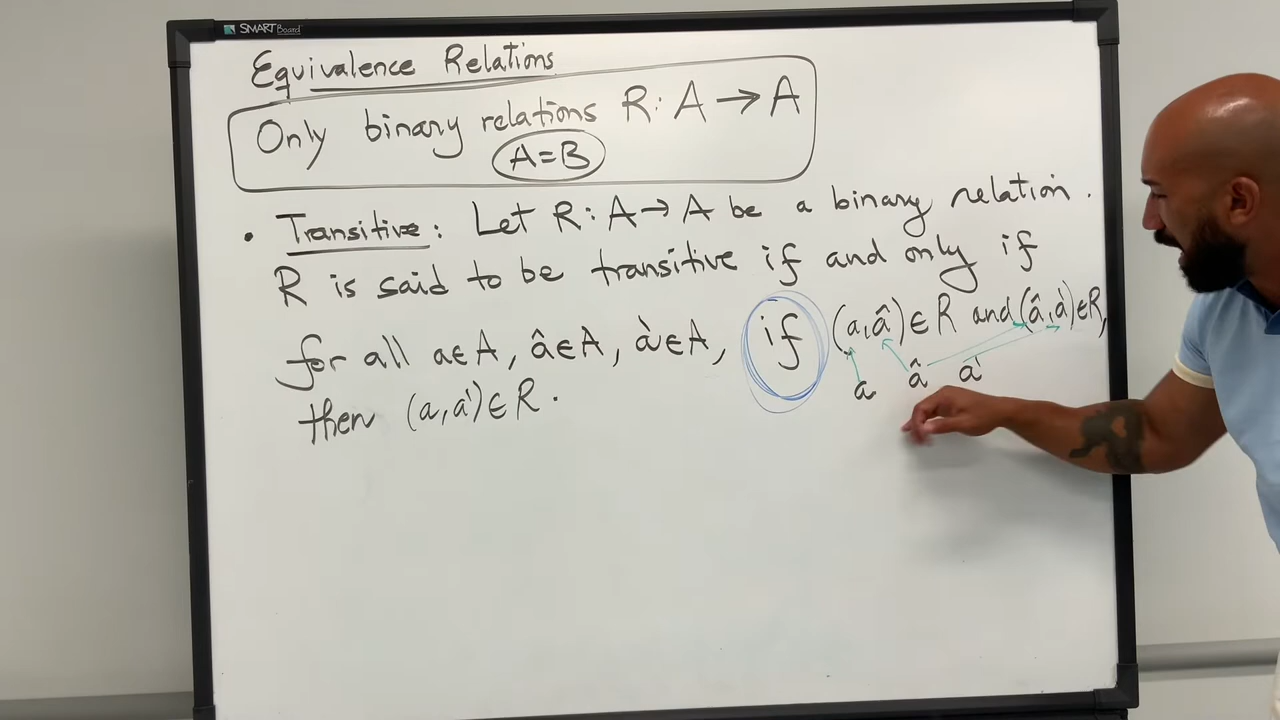 SMART Board
Equivalence Relations
Only binary relations R: A → A
A=B
• Transitive: Let R: A→A be a binary relation.
R is said to be transitive if and only if
for all a∈A, â∈A, à∈A, if (a,â)∈R and (â,à)∈R,
a â à
then (a,à)∈R.